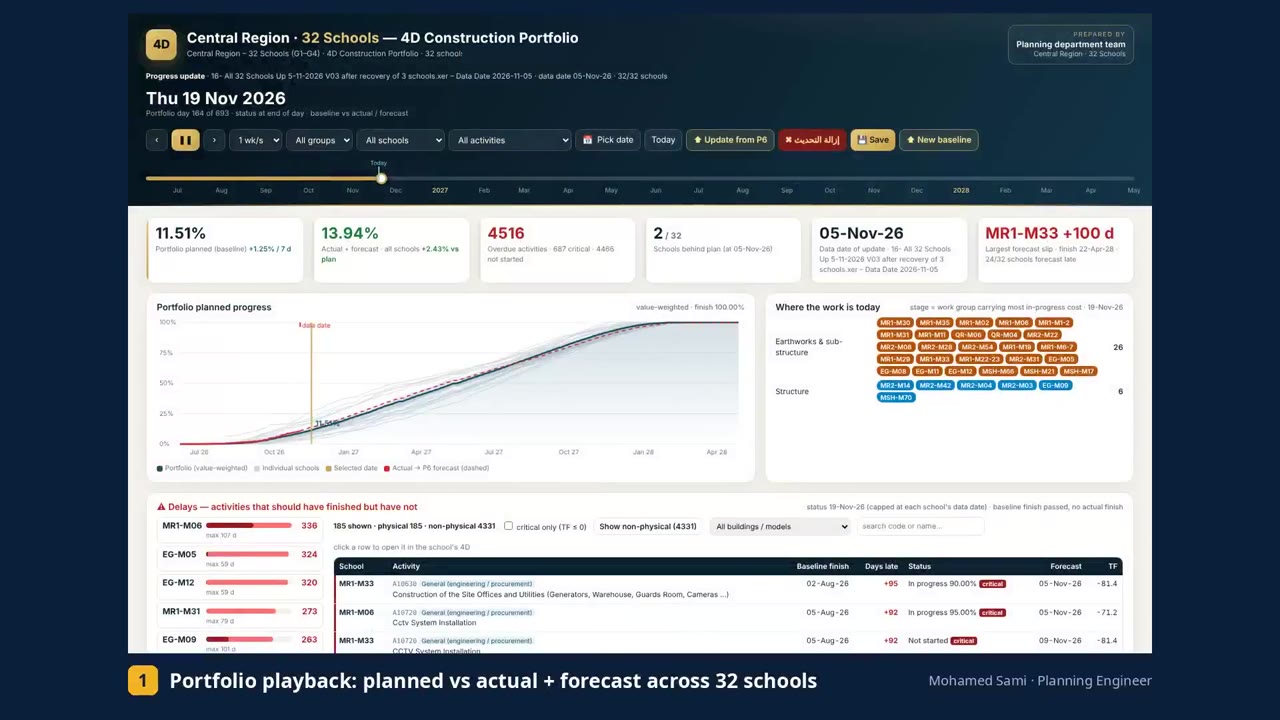 4D
Central Region · 32 Schools — 4D Construction Portfolio
Central Region – 32 Schools (G1–G4) · 4D Construction Portfolio · 32 schools
PREPARED BY
Planning department team
Central Region · 32 Schools
Progress update · 16- All 32 Schools Up 5-11-2026 V03 after recovery of 3 schools.xer – Data Date 2026-11-05 · data date 05-Nov-26 · 32/32 schools
Thu 19 Nov 2026
Portfolio day 164 of 693 · status at end of day · baseline vs actual / forecast
‹ ❚❚ › 1 wk/s All groups All schools All activities 📅 Pick date Today ⬆ Update from P6 ✖ إزالة التحديث 💾 Save ⬆ New baseline
Today
Jul Aug Sep Oct Nov Dec 2027 Feb Mar Apr May Jun Jul Aug Sep Oct Nov Dec 2028 Feb Mar Apr May
11.51%
Portfolio planned (baseline) +1.25% / 7 d
13.94%
Actual + forecast · all schools +2.43% vs
plan
4516
Overdue activities · 687 critical · 4466
not started
2 / 32
Schools behind plan (at 05-Nov-26)
05-Nov-26
Data date of update · 16- All 32 Schools
Up 5-11-2026 V03 after recovery of 3
schools.xer – Data Date 2026-11-05
MR1-M33 +100 d
Largest forecast slip · finish 22-Apr-28 ·
24/32 schools forecast late
Portfolio planned progress
value-weighted · finish 100.00%
100%
data date
75%
50%
25%
11.51%
0%
Jul 26 Oct 26 Jan 27 Apr 27 Jul 27 Oct 27 Jan 28 Apr 28
Portfolio (value-weighted) Individual schools Selected date Actual → P6 forecast (dashed)
Where the work is today
stage = work group carrying most in-progress cost · 19-Nov-26
Earthworks & sub-
structure
MR1-M30 MR1-M35 MR1-M02 MR1-M06 MR1-M1-2
MR1-M31 MR1-M11 QR-M06 QR-M04 MR2-M22
MR2-M08 MR2-M28 MR2-M54 MR1-M19 MR1-M6-7
MR1-M29 MR1-M33 MR1-M22-23 MR2-M31 EG-M05
EG-M08 EG-M11 EG-M12 MSH-M66 MSH-M21 MSH-M17
26
Structure
MR2-M14 MR2-M42 MR2-M04 MR2-M03 EG-M09
MSH-M70
6
⚠ Delays — activities that should have finished but have not
status 19-Nov-26 (capped at each school's data date) · baseline finish passed, no actual finish
MR1-M06 336
max 107 d
EG-M05 324
max 59 d
EG-M12 320
max 59 d
MR1-M31 273
max 79 d
EG-M09 263
max 101 d
185 shown · physical 185 · non-physical 4331 critical only (TF ≤ 0) Show non-physical (4331) All buildings / models search code or name...
click a row to open it in the school's 4D
School Activity Baseline finish Days late Status Forecast TF
MR1-M33 A10630 General (engineering / procurement) 02-Aug-26 +95 In progress 90.00% critical 05-Nov-26 -81.4
Construction of the Site Offices and Utilities (Generators, Warehouse, Guards Room, Cameras ...)
MR1-M06 A10720 General (engineering / procurement) 05-Aug-26 +92 In progress 95.00% critical 05-Nov-26 -71.2
Cctv System Installation
MR1-M33 A10720 General (engineering / procurement) 05-Aug-26 +92 Not started critical 09-Nov-26 -81.4
CCTV System Installation
1 Portfolio playback: planned vs actual + forecast across 32 schools
Mohamed Sami · Planning Engineer